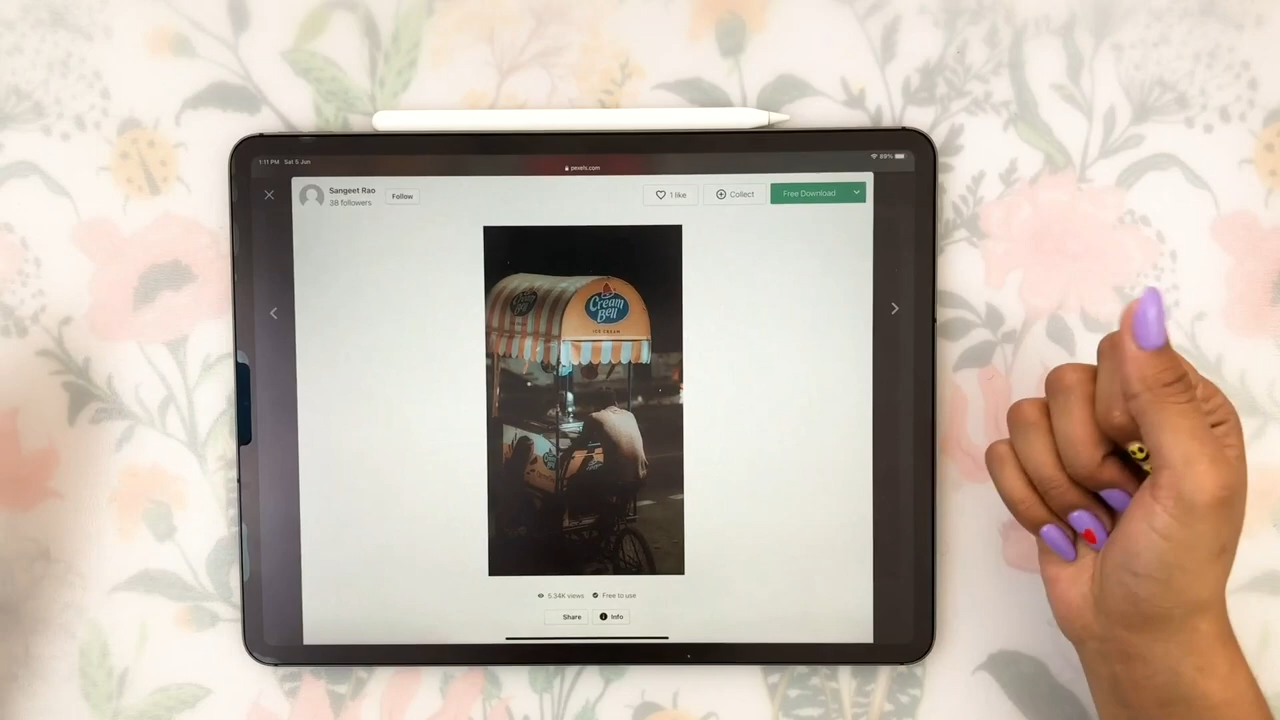 1:11 PM Sat 5 Jun
89%
pexels.com
Sangeet Rao
38 followers
Follow
1 like
Collect
Free Download
Cream
Bell
ICE CREAM
5.34K views
Free to use
Share
Info